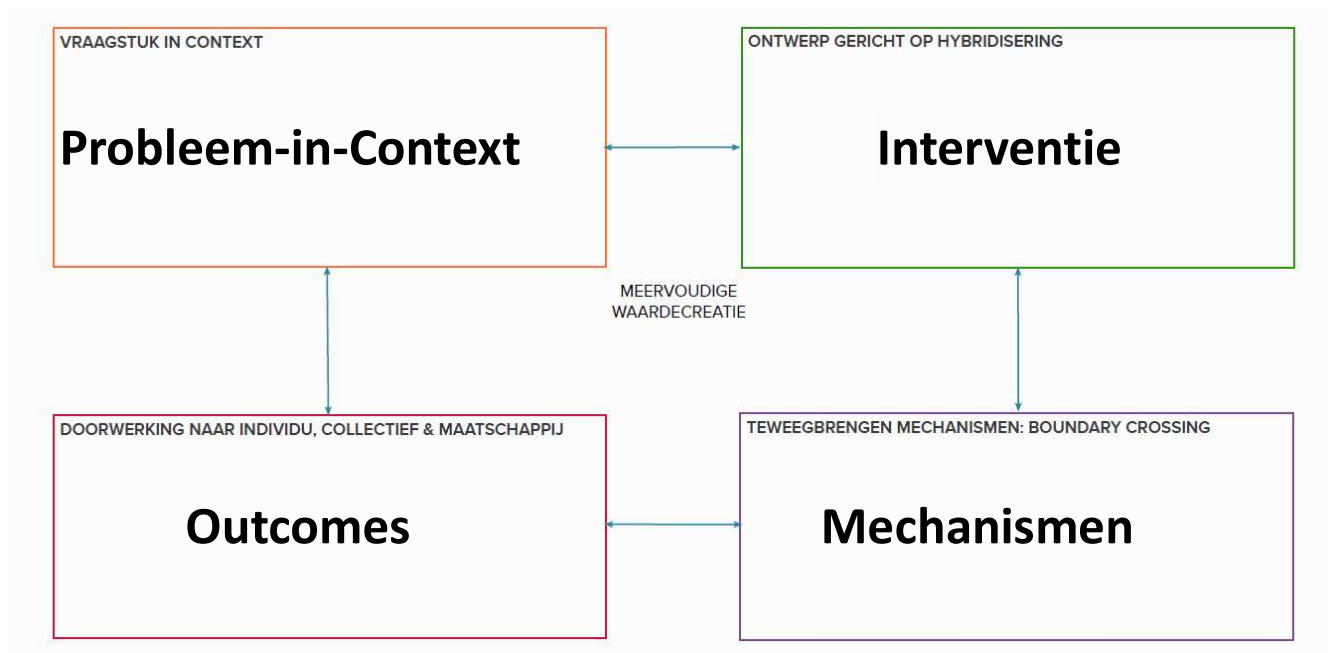 VRAAGSTUK IN CONTEXT
Probleem-in-Context
ONTWERP GERICHT OP HYBRIDISERING
Interventie
MEERVOUDIGE
WAARDECREATIE
DOORWERKING NAAR INDIVIDU, COLLECTIEF & MAATSCHAPPIJ
Outcomes
TEWEEGBRENGEN MECHANISMEN: BOUNDARY CROSSING
Mechanismen